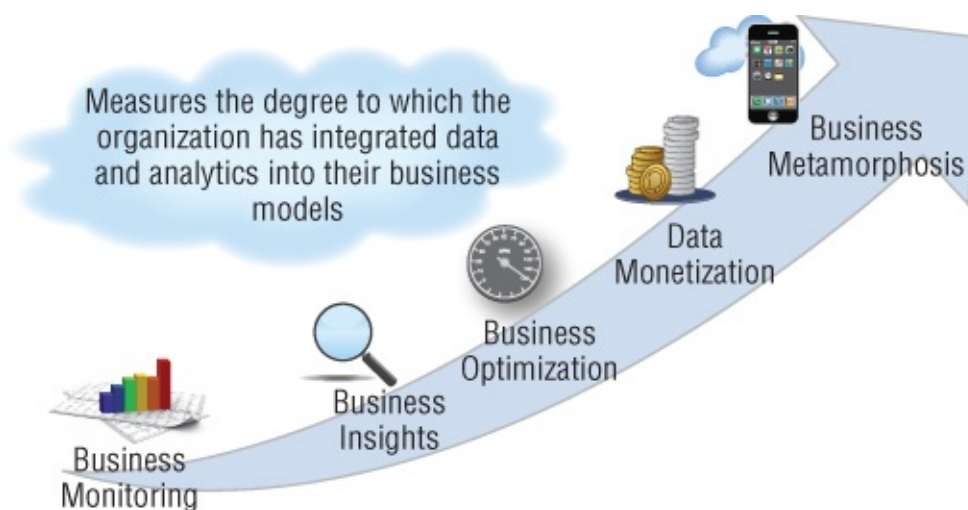 Measures the degree to which the
organization has integrated data
and analytics into their business
models
Business
Metamorphosis
Data
Monetization
Business
Optimization
Business
Insights
Business
Monitoring